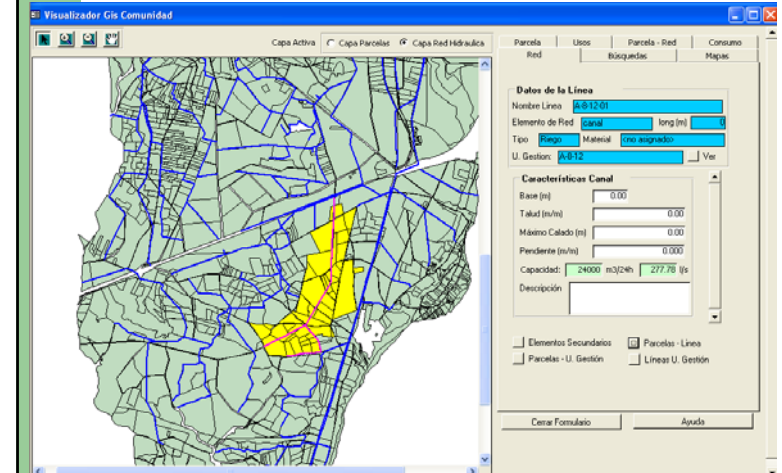 Visualizador Gis Comunidad
Capa Activa Capa Parcelas Capa Red Hidraulica
Parcela Usos Parcela - Red Consumo
Red Búsquedas Mapas
Datos de la Línea
Nombre Linea A-8-12-01
Elemento de Red canal long (m) 0
Tipo Riego Material <no asignado>
U. Gestion: A-8-12 Ver
Características Canal
Base (m) 0.00
Talud (m/m) 0.00
Máximo Calado (m) 0.00
Pendiente (m/m) 0.000
Capacidad: 24000 m3/24h 277.78 l/s
Descripción
Elementos Secundarios Parcelas - Linea
Parcelas - U. Gestión Líneas U. Gestión
Cerrar Formulario Ayuda